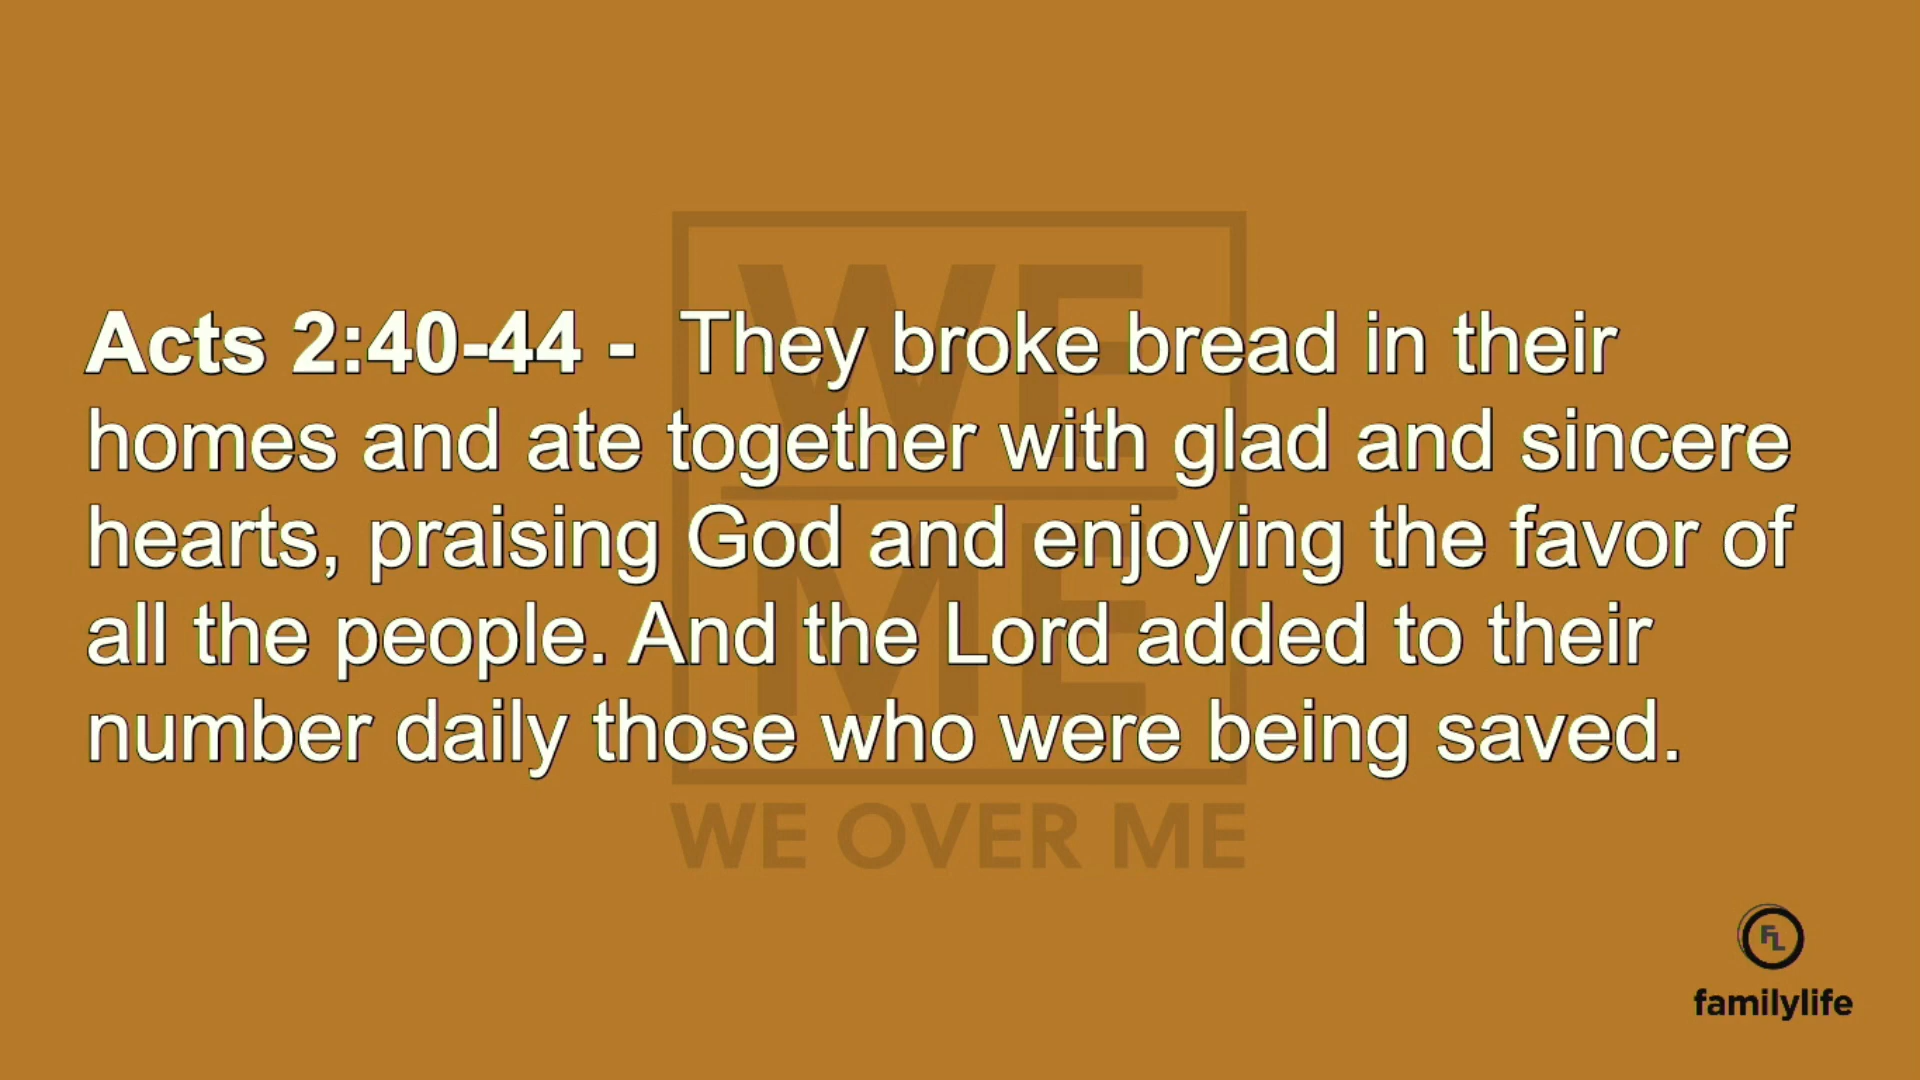 WE
ME
Acts 2:40-44 - They broke bread in their
homes and ate together with glad and sincere
hearts, praising God and enjoying the favor of
all the people. And the Lord added to their
number daily those who were being saved.
WE OVER ME
FL
familylife